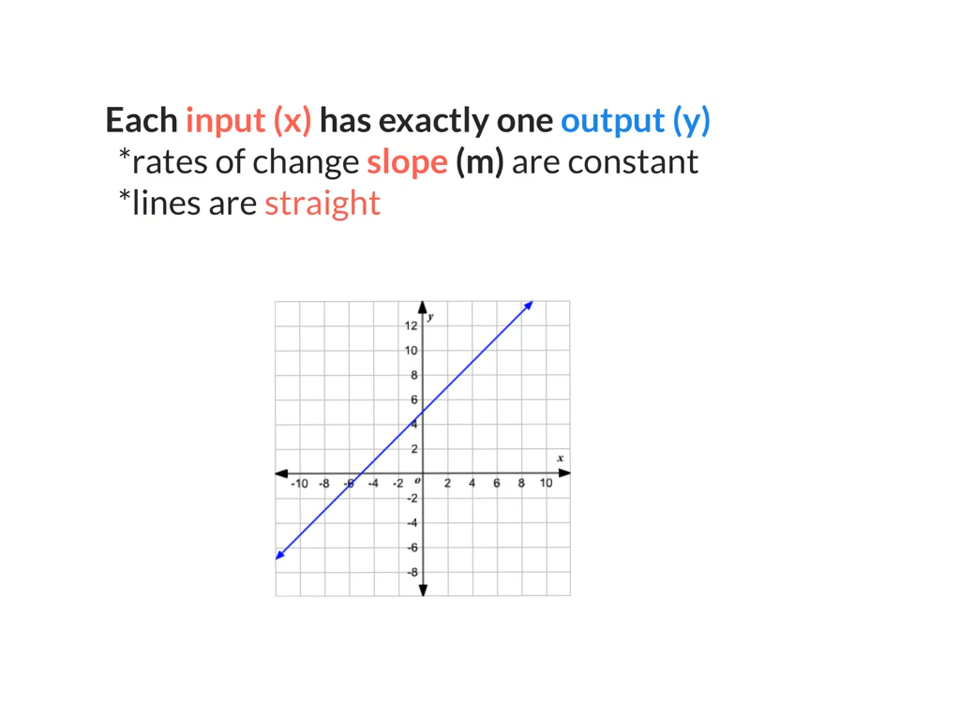 Each input (x) has exactly one output (y)
*rates of change slope (m) are constant
*lines are straight
y
12
10
8
6
4
2
x
-10 -8 -6 -4 -2 o 2 4 6 8 10
-2
-4
-6
-8